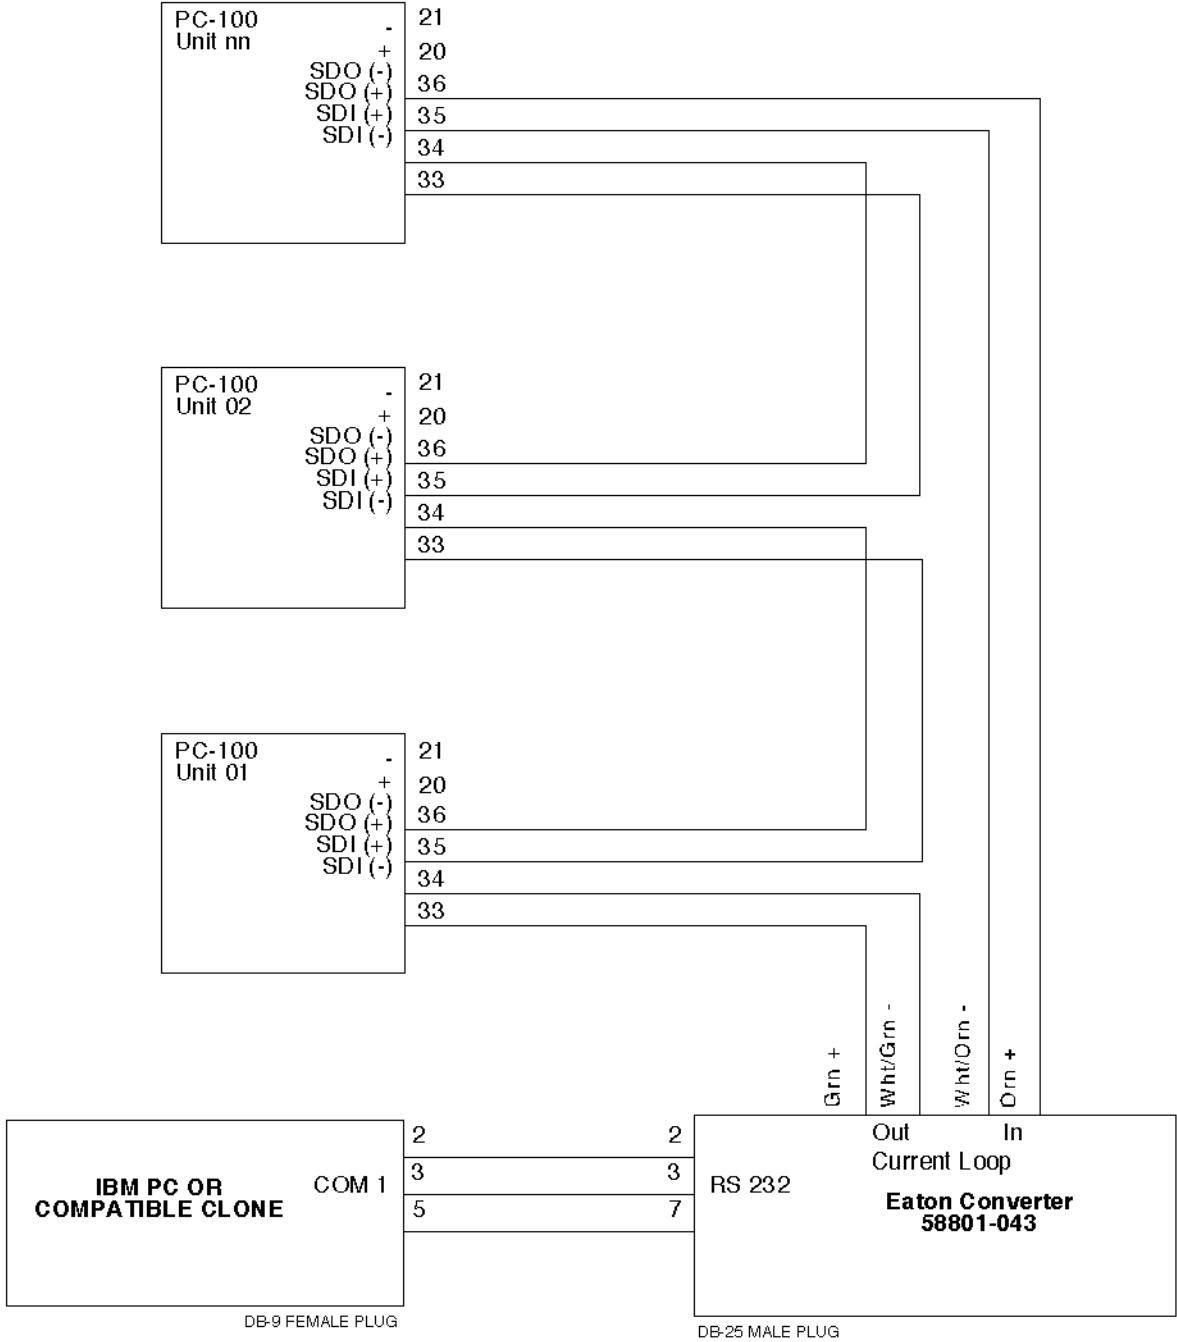 PC-100
Unit nn
-
+
SDO (-)
SDO (+)
SDI (+)
SDI (-)
21
20
36
35
34
33
PC-100
Unit 02
-
+
SDO (-)
SDO (+)
SDI (+)
SDI (-)
21
20
36
35
34
33
PC-100
Unit 01
-
+
SDO (-)
SDO (+)
SDI (+)
SDI (-)
21
20
36
35
34
33
Grn +
Wht/Grn -
Wht/Orn -
Orn +
IBM PC OR
COMPATIBLE CLONE
COM 1
2
3
5
2
3
7
RS 232
Out
In
Current Loop
Eaton Converter
58801-043
DB-9 FEMALE PLUG
DB-25 MALE PLUG